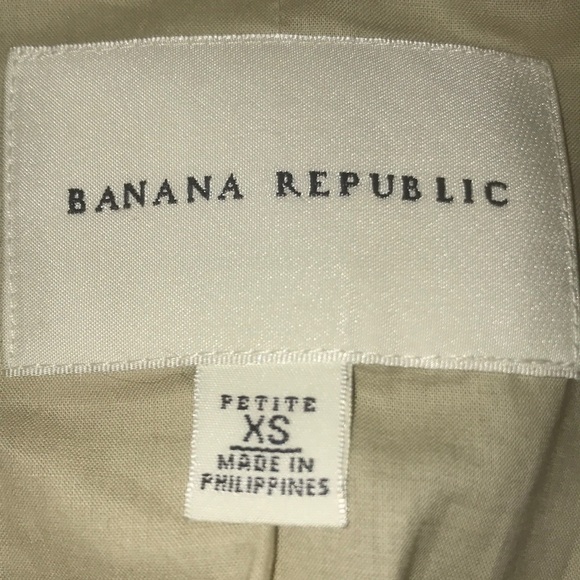 BANANA REPUBLIC
PETITE
XS
MADE IN
PHILIPPINES